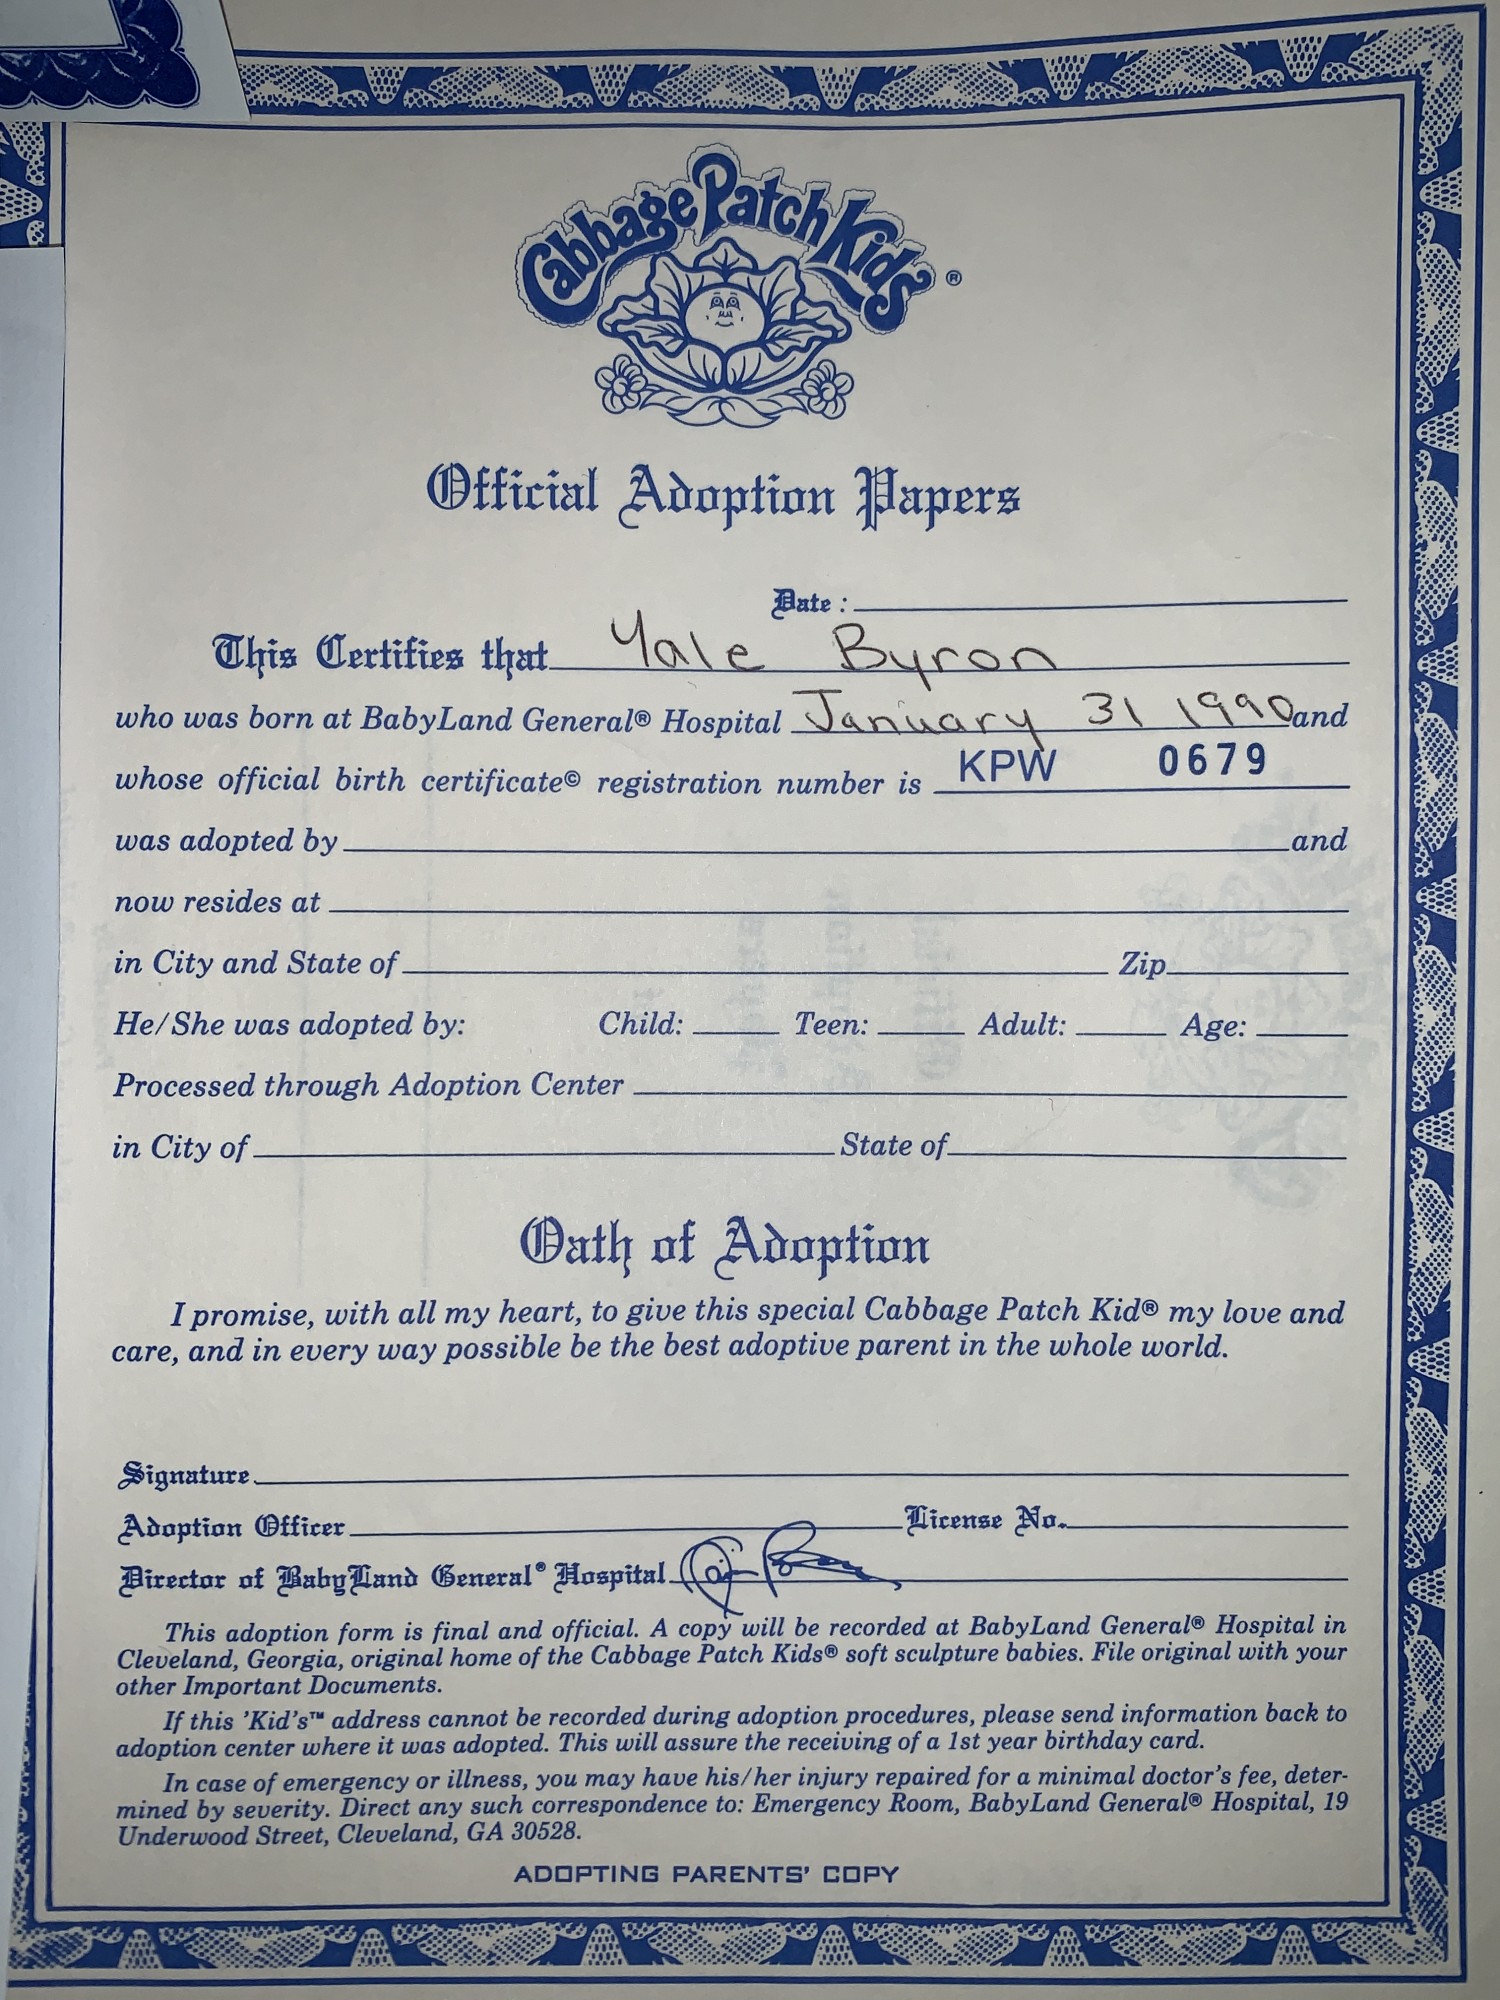 Cabbage Patch Kids ®
Official Adoption Papers
Date :
This Certifies that Yale Byron
who was born at BabyLand General® Hospital January 31 1990 and
whose official birth certificate© registration number is KPW 0679
was adopted by and
now resides at
in City and State of Zip
He/She was adopted by: Child: Teen: Adult: Age:
Processed through Adoption Center
in City of State of
Oath of Adoption
I promise, with all my heart, to give this special Cabbage Patch Kid® my love and
care, and in every way possible be the best adoptive parent in the whole world.
Signature
Adoption Officer License No.
Director of BabyLand General® Hospital
This adoption form is final and official. A copy will be recorded at BabyLand General® Hospital in
Cleveland, Georgia, original home of the Cabbage Patch Kids® soft sculpture babies. File original with your
other Important Documents.
If this 'Kid's™ address cannot be recorded during adoption procedures, please send information back to
adoption center where it was adopted. This will assure the receiving of a 1st year birthday card.
In case of emergency or illness, you may have his/her injury repaired for a minimal doctor's fee, deter-
mined by severity. Direct any such correspondence to: Emergency Room, BabyLand General® Hospital, 19
Underwood Street, Cleveland, GA 30528.
ADOPTING PARENTS' COPY